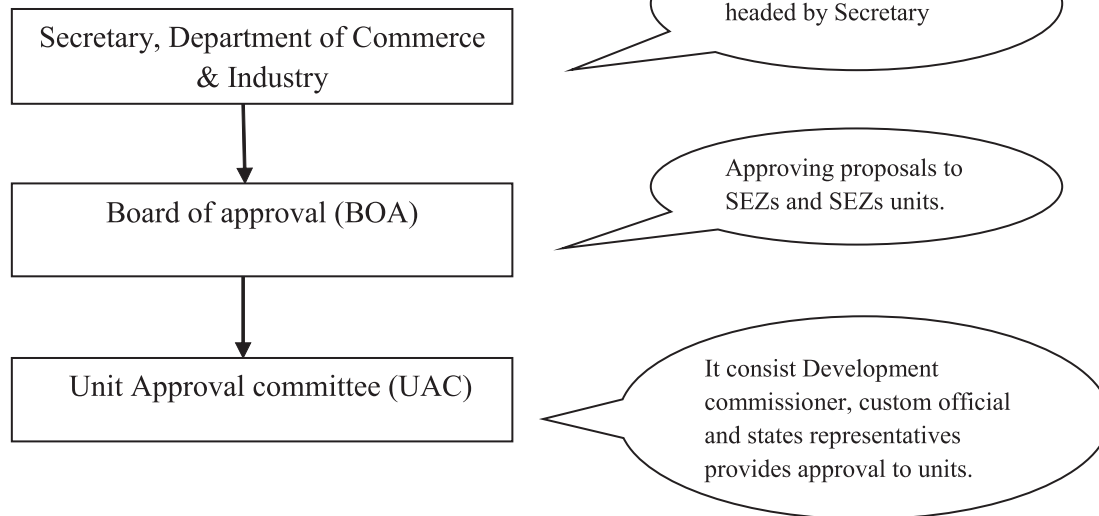 headed by Secretary
Secretary, Department of Commerce
& Industry
Approving proposals to
SEZs and SEZs units.
Board of approval (BOA)
It consist Development
commissioner, custom official
and states representatives
provides approval to units.
Unit Approval committee (UAC)